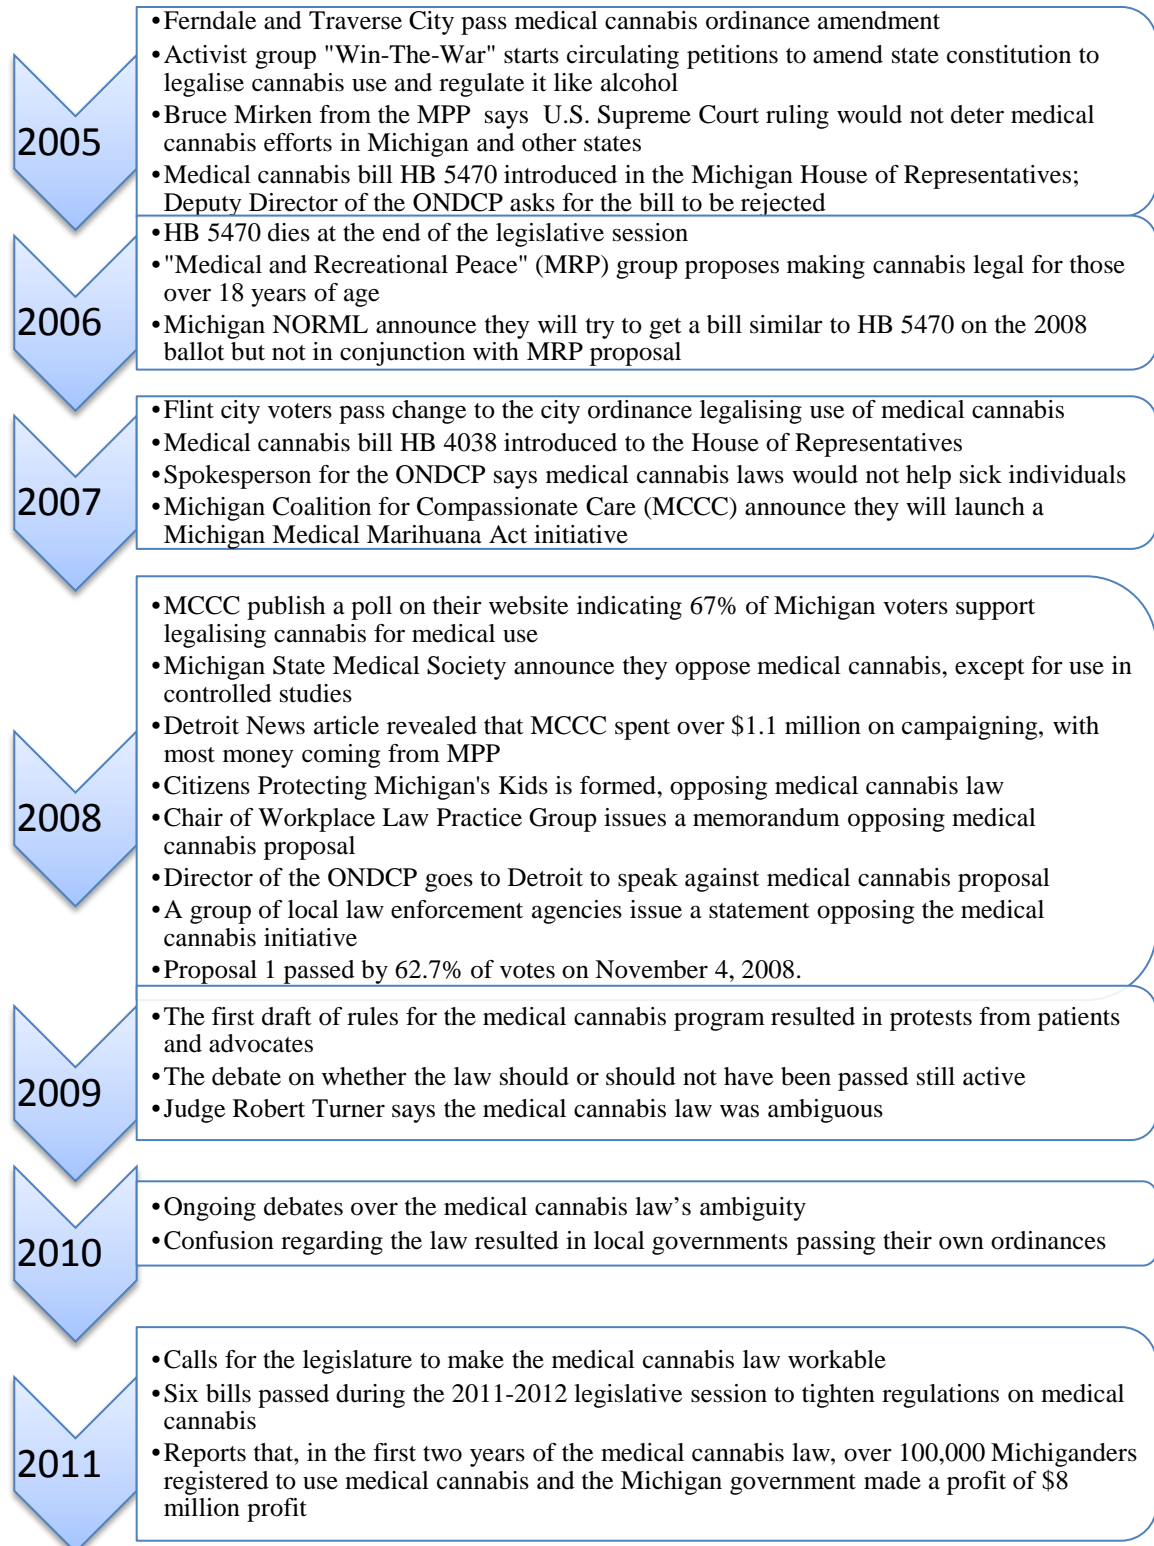 •Ferndale and Traverse City pass medical cannabis ordinance amendment
•Activist group "Win-The-War" starts circulating petitions to amend state constitution to
legalise cannabis use and regulate it like alcohol
•Bruce Mirken from the MPP says U.S. Supreme Court ruling would not deter medical
cannabis efforts in Michigan and other states
•Medical cannabis bill HB 5470 introduced in the Michigan House of Representatives;
Deputy Director of the ONDCP asks for the bill to be rejected
2005
•HB 5470 dies at the end of the legislative session
•"Medical and Recreational Peace" (MRP) group proposes making cannabis legal for those
over 18 years of age
•Michigan NORML announce they will try to get a bill similar to HB 5470 on the 2008
ballot but not in conjunction with MRP proposal
2006
•Flint city voters pass change to the city ordinance legalising use of medical cannabis
•Medical cannabis bill HB 4038 introduced to the House of Representatives
•Spokesperson for the ONDCP says medical cannabis laws would not help sick individuals
•Michigan Coalition for Compassionate Care (MCCC) announce they will launch a
Michigan Medical Marihuana Act initiative
2007
•MCCC publish a poll on their website indicating 67% of Michigan voters support
legalising cannabis for medical use
•Michigan State Medical Society announce they oppose medical cannabis, except for use in
controlled studies
•Detroit News article revealed that MCCC spent over $1.1 million on campaigning, with
most money coming from MPP
•Citizens Protecting Michigan's Kids is formed, opposing medical cannabis law
•Chair of Workplace Law Practice Group issues a memorandum opposing medical
cannabis proposal
•Director of the ONDCP goes to Detroit to speak against medical cannabis proposal
•A group of local law enforcement agencies issue a statement opposing the medical
cannabis initiative
•Proposal 1 passed by 62.7% of votes on November 4, 2008.
2008
•The first draft of rules for the medical cannabis program resulted in protests from patients
and advocates
•The debate on whether the law should or should not have been passed still active
•Judge Robert Turner says the medical cannabis law was ambiguous
2009
•Ongoing debates over the medical cannabis law’s ambiguity
•Confusion regarding the law resulted in local governments passing their own ordinances
2010
•Calls for the legislature to make the medical cannabis law workable
•Six bills passed during the 2011-2012 legislative session to tighten regulations on medical
cannabis
•Reports that, in the first two years of the medical cannabis law, over 100,000 Michiganders
registered to use medical cannabis and the Michigan government made a profit of $8
million profit
2011